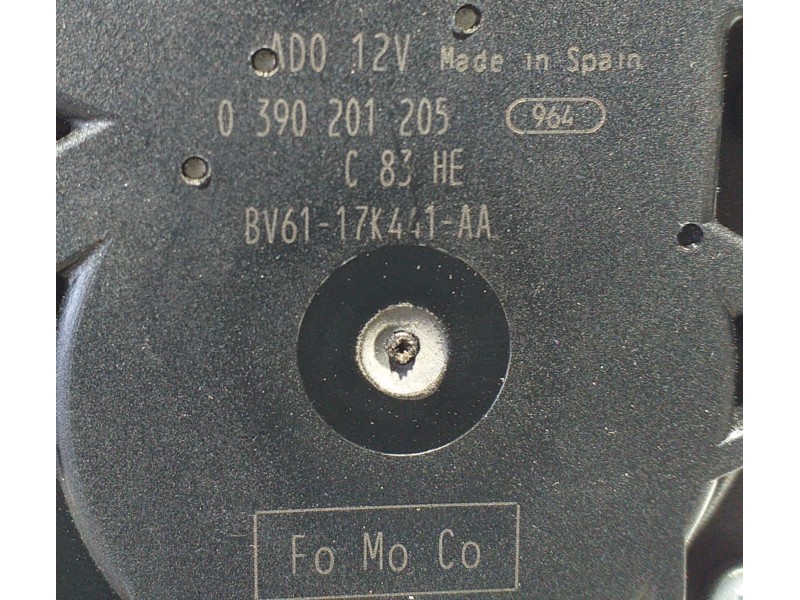 ADO 12V Made in Spain
0 390 201 205 964
C 83 HE
BV61-17K441-AA
Fo Mo Co